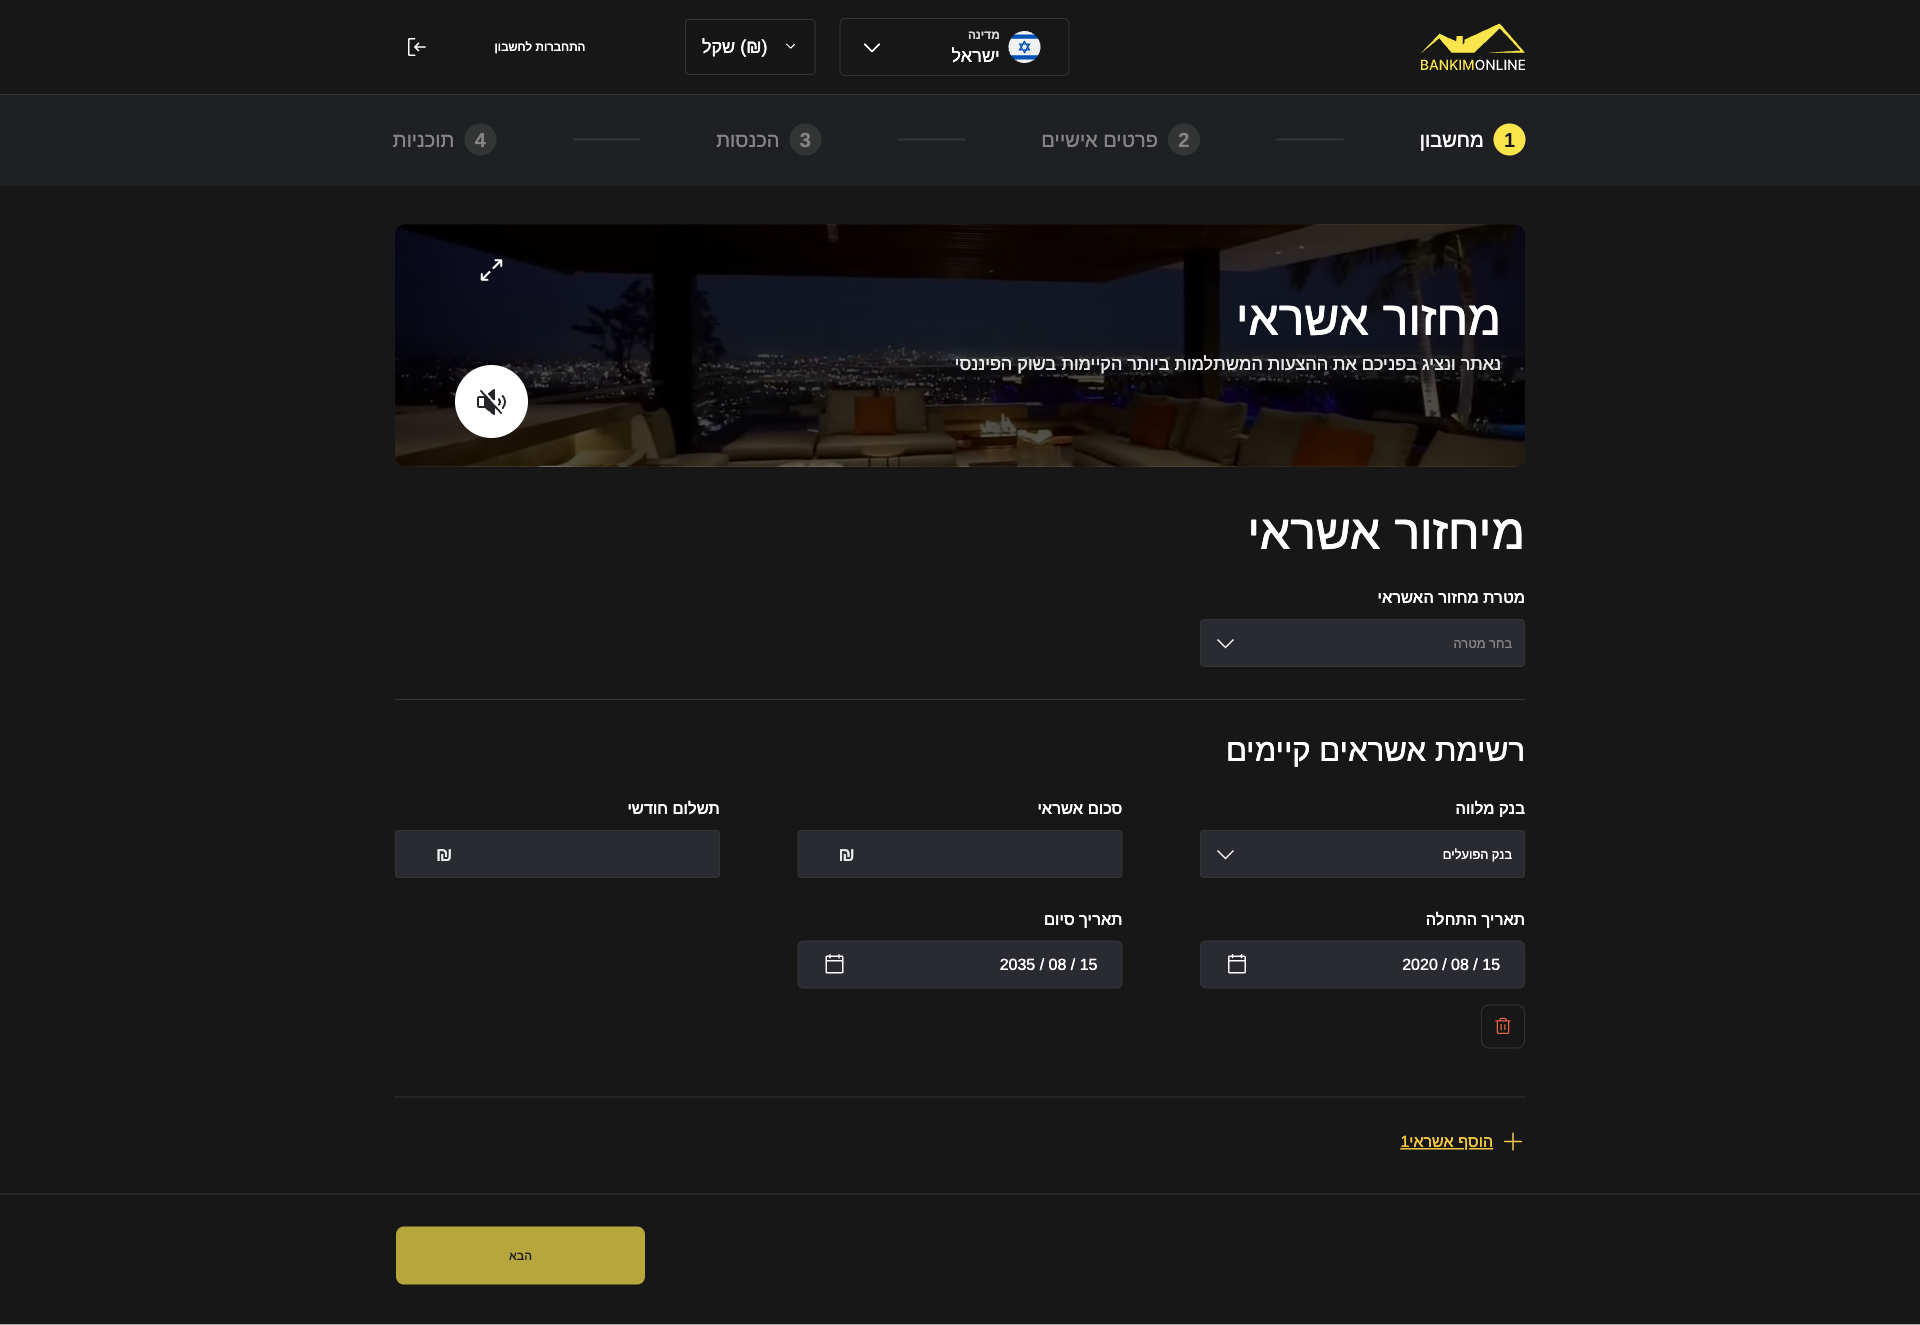 BANKIMONLINE
מדינה
ישראל
(₪) שקל
התחברות לחשבון
1 מחשבון
2 פרטים אישיים
3 הכנסות
4 תוכניות
מחזור אשראי
נאתר ונציג בפניכם את ההצעות המשתלמות ביותר הקיימות בשוק הפיננסי
מיחזור אשראי
מטרת מחזור האשראי
בחר מטרה
רשימת אשראים קיימים
בנק מלווה
סכום אשראי
תשלום חודשי
בנק הפועלים
₪
₪
תאריך התחלה
תאריך סיום
15 / 08 / 2020
15 / 08 / 2035
הוסף אשראי1
הבא